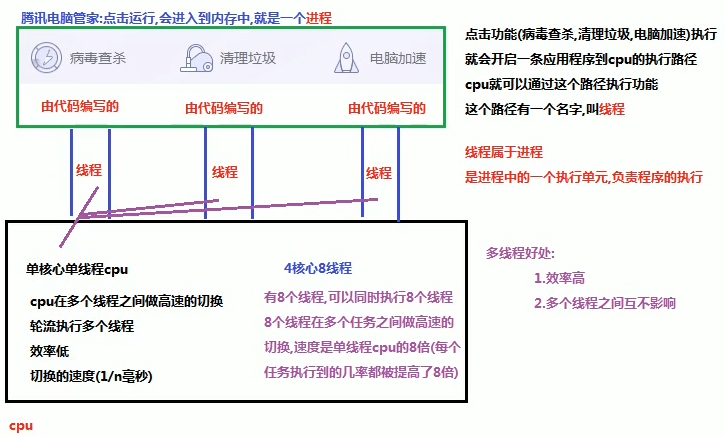 腾讯电脑管家:点击运行,会进入到内存中,就是一个进程
病毒查杀
清理垃圾
电脑加速
由代码编写的
由代码编写的
由代码编写的
线程
线程
线程
点击功能(病毒查杀,清理垃圾,电脑加速)执行
就会开启一条应用程序到cpu的执行路径
cpu就可以通过这个路径执行功能
这个路径有一个名字,叫线程
线程属于进程
是进程中的一个执行单元,负责程序的执行
单核心单线程cpu
cpu在多个线程之间做高速的切换
轮流执行多个线程
效率低
切换的速度(1/n毫秒)
4核心8线程
有8个线程,可以同时执行8个线程
8个线程在多个任务之间做高速的
切换,速度是单线程cpu的8倍(每个
任务执行到的几率都被提高了8倍)
多线程好处:
1.效率高
2.多个线程之间互不影响
cpu